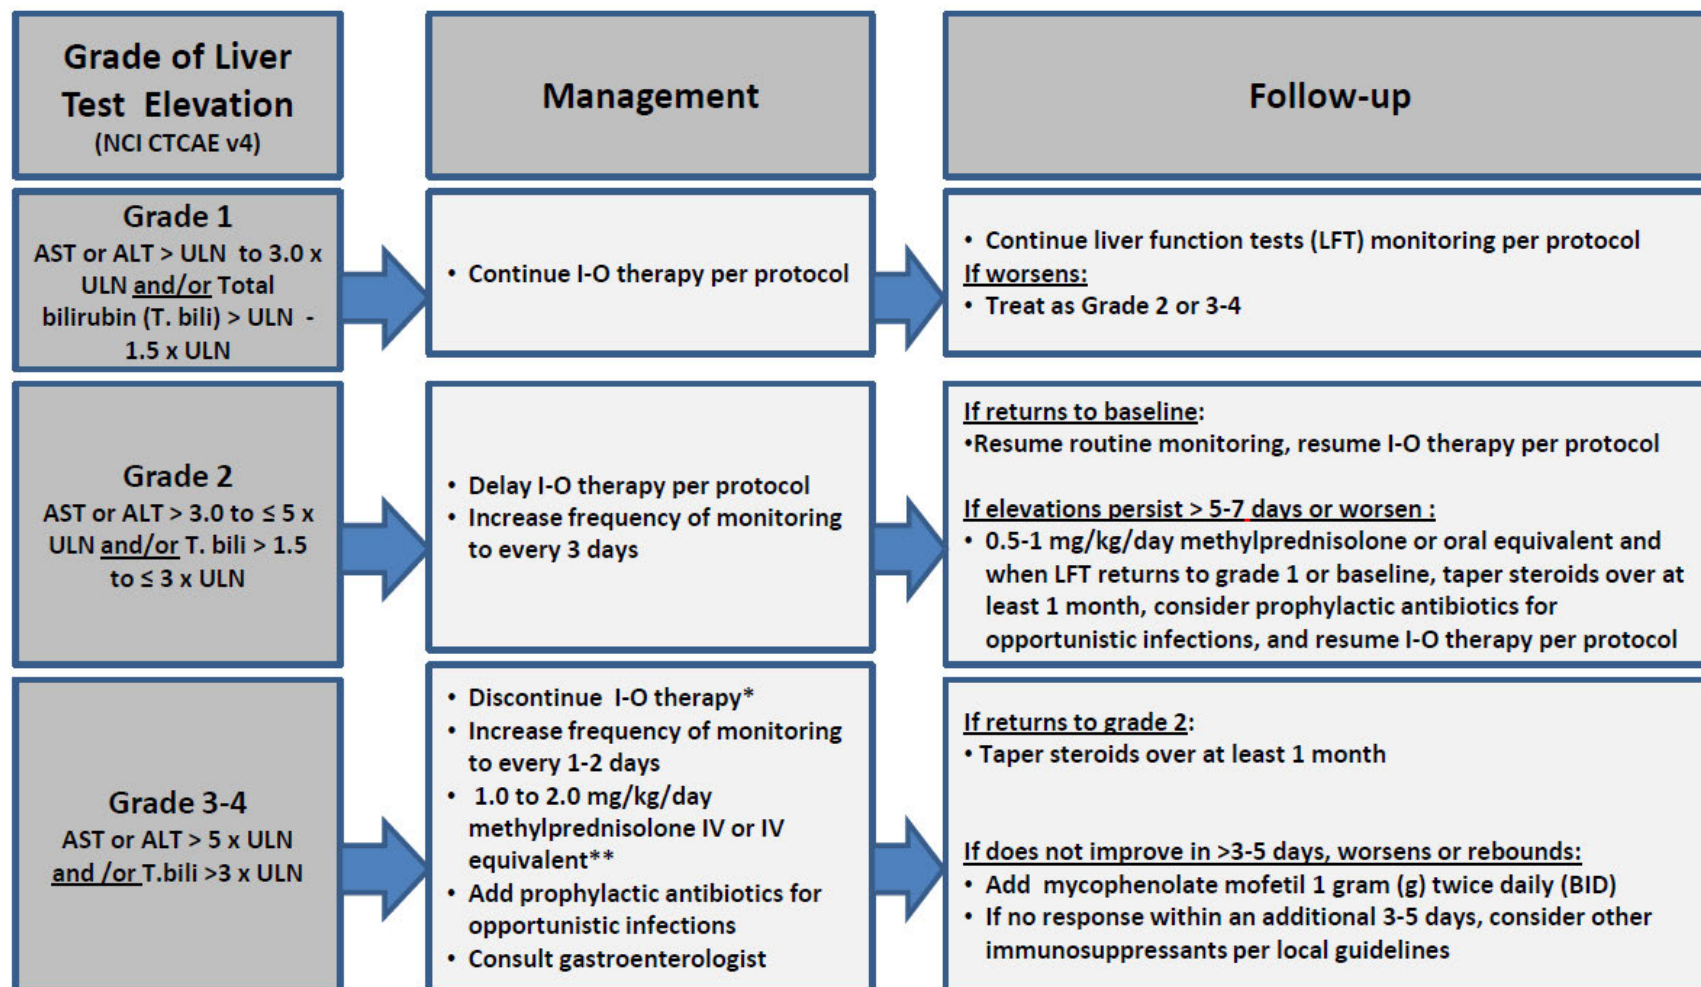 Grade of Liver
Test Elevation
(NCI CTCAE v4)
Management
Follow-up
Grade 1
AST or ALT > ULN to 3.0 x
ULN and/or Total
bilirubin (T. bili) > ULN -
1.5 x ULN
• Continue I-O therapy per protocol
• Continue liver function tests (LFT) monitoring per protocol
If worsens:
• Treat as Grade 2 or 3-4
Grade 2
AST or ALT > 3.0 to ≤ 5 x
ULN and/or T. bili > 1.5
to ≤ 3 x ULN
• Delay I-O therapy per protocol
• Increase frequency of monitoring
to every 3 days
If returns to baseline:
•Resume routine monitoring, resume I-O therapy per protocol
If elevations persist > 5-7 days or worsen :
• 0.5-1 mg/kg/day methylprednisolone or oral equivalent and
when LFT returns to grade 1 or baseline, taper steroids over at
least 1 month, consider prophylactic antibiotics for
opportunistic infections, and resume I-O therapy per protocol
Grade 3-4
AST or ALT > 5 x ULN
and /or T.bili >3 x ULN
• Discontinue I-O therapy*
• Increase frequency of monitoring
to every 1-2 days
• 1.0 to 2.0 mg/kg/day
methylprednisolone IV or IV
equivalent**
• Add prophylactic antibiotics for
opportunistic infections
• Consult gastroenterologist
If returns to grade 2:
• Taper steroids over at least 1 month
If does not improve in >3-5 days, worsens or rebounds:
• Add mycophenolate mofetil 1 gram (g) twice daily (BID)
• If no response within an additional 3-5 days, consider other
immunosuppressants per local guidelines